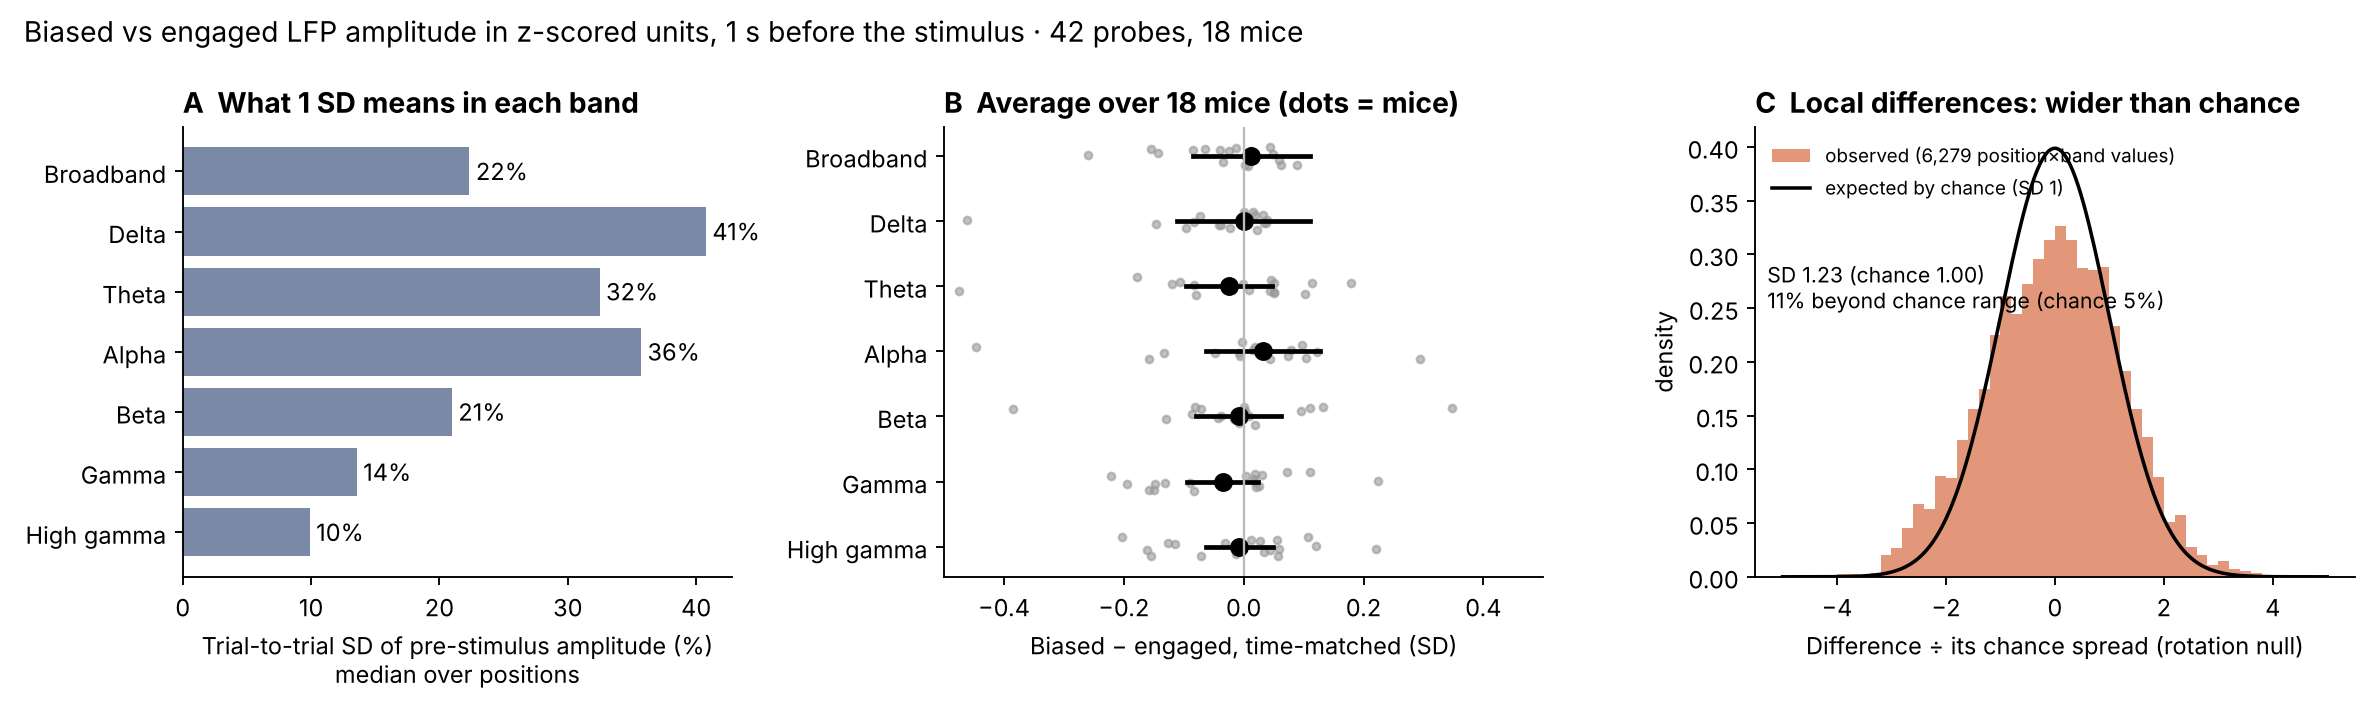 Biased vs engaged LFP amplitude in z-scored units, 1 s before the stimulus · 42 probes, 18 mice
A What 1 SD means in each band
Broadband
Delta
Theta
Alpha
Beta
Gamma
High gamma
22%
41%
32%
36%
21%
14%
10%
0 10 20 30 40
Trial-to-trial SD of pre-stimulus amplitude (%)
median over positions
B Average over 18 mice (dots = mice)
Broadband
Delta
Theta
Alpha
Beta
Gamma
High gamma
−0.4 −0.2 0.0 0.2 0.4
Biased − engaged, time-matched (SD)
C Local differences: wider than chance
density
0.40
0.35
0.30
0.25
0.20
0.15
0.10
0.05
0.00
observed (6,279 position×band values)
expected by chance (SD 1)
SD 1.23 (chance 1.00)
11% beyond chance range (chance 5%)
−4 −2 0 2 4
Difference ÷ its chance spread (rotation null)